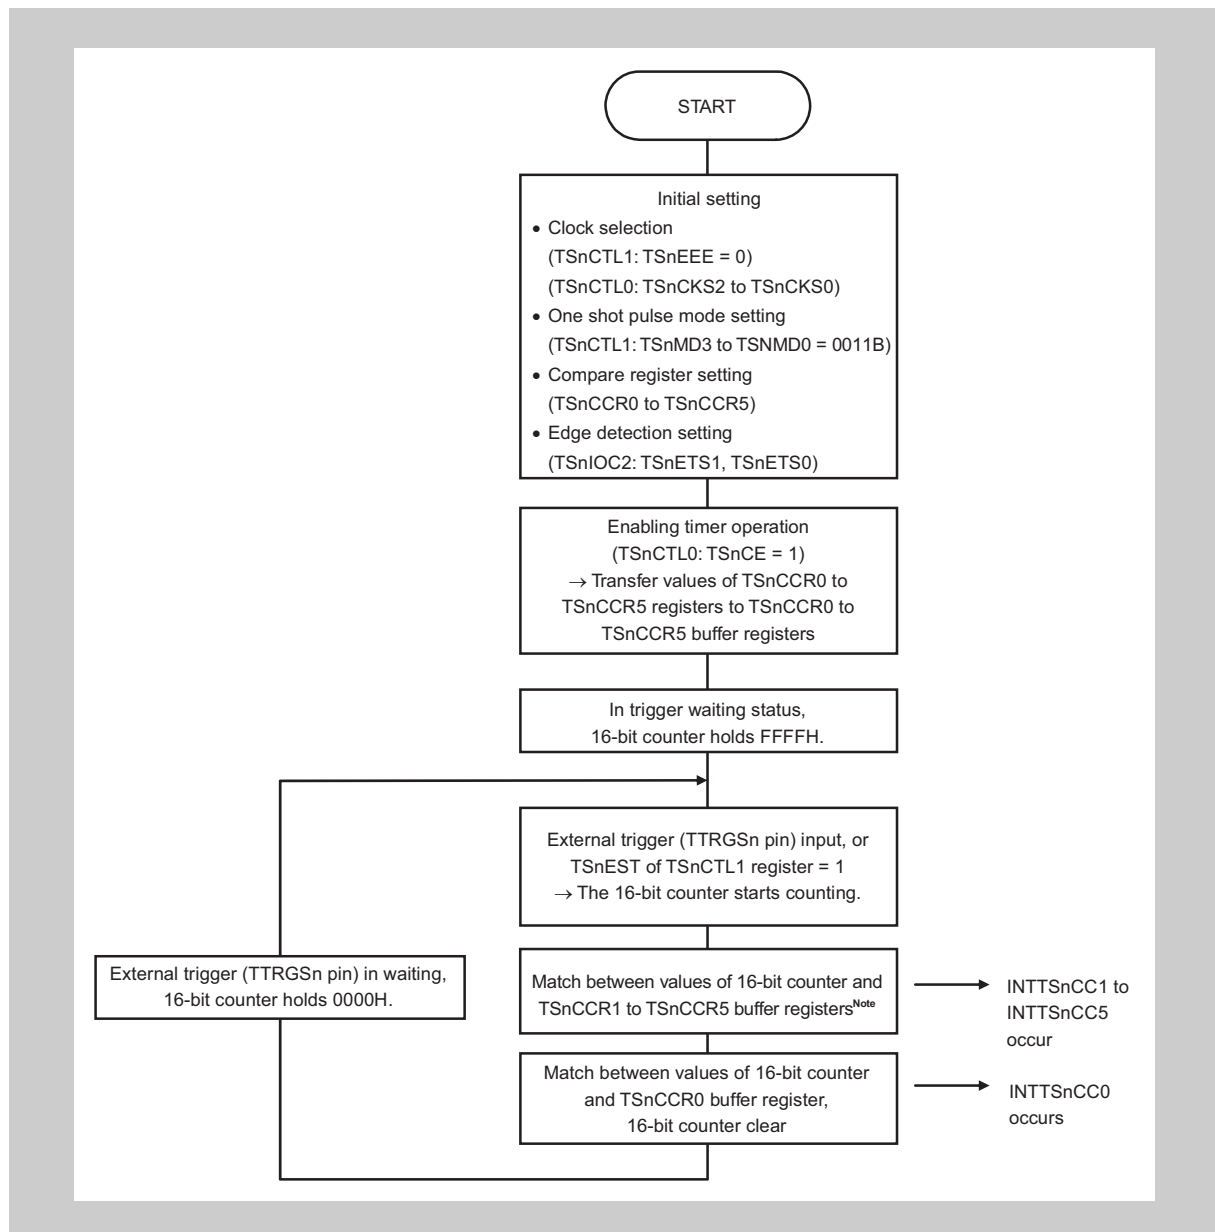 START
Initial setting
• Clock selection
(TSnCTL1: TSnEEE = 0)
(TSnCTL0: TSnCKS2 to TSnCKS0)
• One shot pulse mode setting
(TSnCTL1: TSnMD3 to TSNMD0 = 0011B)
• Compare register setting
(TSnCCR0 to TSnCCR5)
• Edge detection setting
(TSnIOC2: TSnETS1, TSnETS0)
Enabling timer operation
(TSnCTL0: TSnCE = 1)
→ Transfer values of TSnCCR0 to
TSnCCR5 registers to TSnCCR0 to
TSnCCR5 buffer registers
In trigger waiting status,
16-bit counter holds FFFFH.
External trigger (TTRGSn pin) input, or
TSnEST of TSnCTL1 register = 1
→ The 16-bit counter starts counting.
External trigger (TTRGSn pin) in waiting,
16-bit counter holds 0000H.
Match between values of 16-bit counter and
TSnCCR1 to TSnCCR5 buffer registersNote
INTTSnCC1 to
INTTSnCC5
occur
Match between values of 16-bit counter
and TSnCCR0 buffer register,
16-bit counter clear
INTTSnCC0
occurs